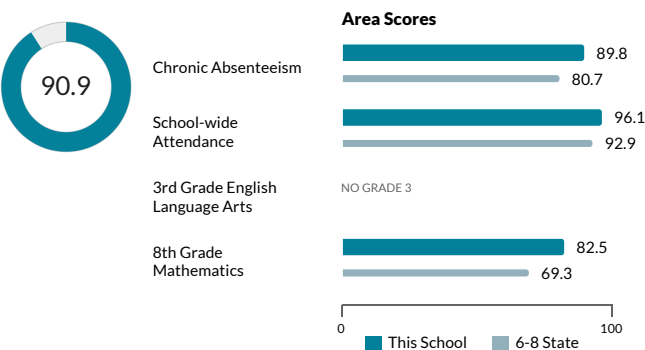 Area Scores
90.9
Chronic Absenteeism
89.8
80.7
School-wide
Attendance
96.1
92.9
3rd Grade English
Language Arts
NO GRADE 3
8th Grade
Mathematics
82.5
69.3
0 100
This School 6-8 State